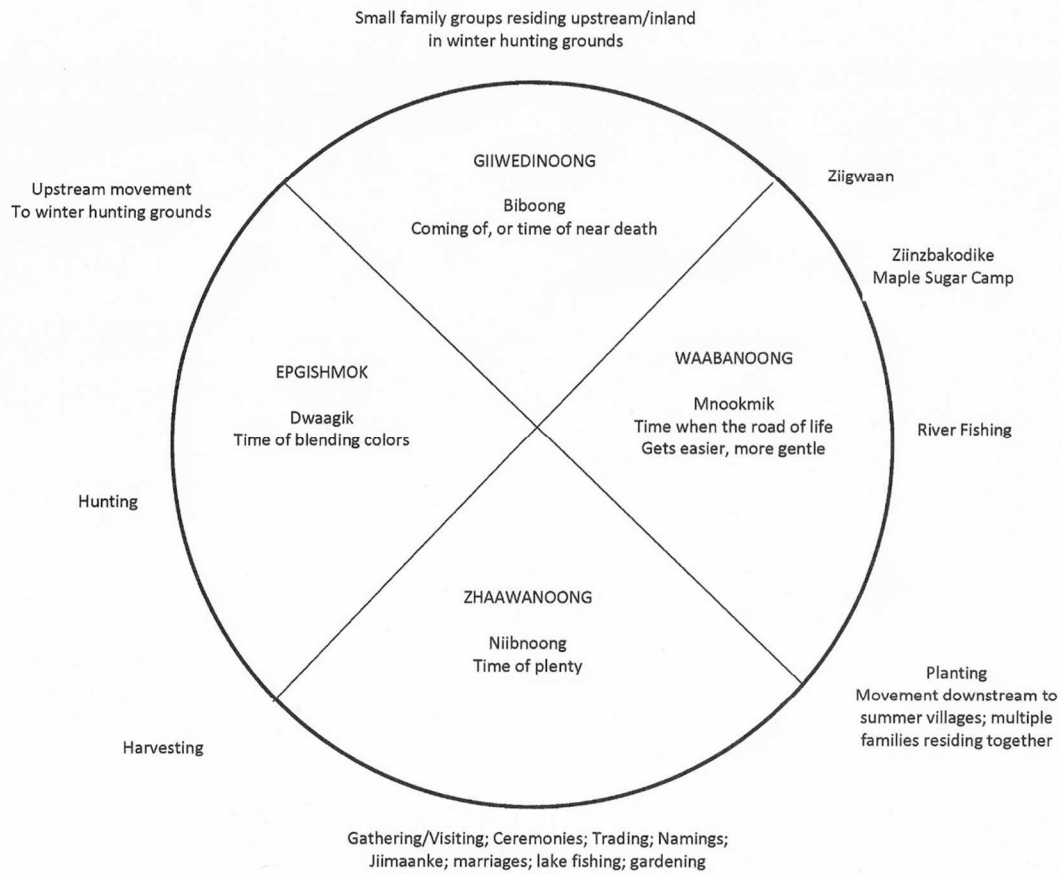 Small family groups residing upstream/inland
in winter hunting grounds
GIIWEDINOONG
Biboong
Coming of, or time of near death
Upstream movement
To winter hunting grounds
Ziigwaan
Ziinzbakodike
Maple Sugar Camp
EPGISHMOK
Dwaagik
Time of blending colors
WAABANOONG
Mnookmik
Time when the road of life
Gets easier, more gentle
River Fishing
Hunting
ZHAAWANOONG
Niibnoong
Time of plenty
Planting
Movement downstream to
summer villages; multiple
families residing together
Harvesting
Gathering/Visiting; Ceremonies; Trading; Namings;
Jiimaanke; marriages; lake fishing; gardening